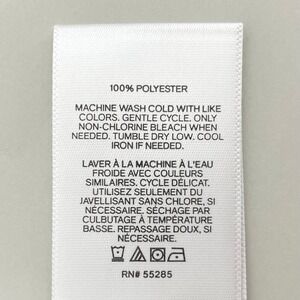 100% POLYESTER
MACHINE WASH COLD WITH LIKE
COLORS. GENTLE CYCLE. ONLY
NON-CHLORINE BLEACH WHEN
NEEDED. TUMBLE DRY LOW. COOL
IRON IF NEEDED.
LAVER À LA MACHINE À L'EAU
FROIDE AVEC COULEURS
SIMILAIRES. CYCLE DÉLICAT.
UTILISEZ SEULEMENT DU
JAVELLISANT SANS CHLORE, SI
NÉCESSAIRE. SÉCHAGE PAR
CULBUTAGE À TEMPÉRATURE
BASSE. REPASSAGE DOUX, SI
NÉCESSAIRE.
RN# 55285